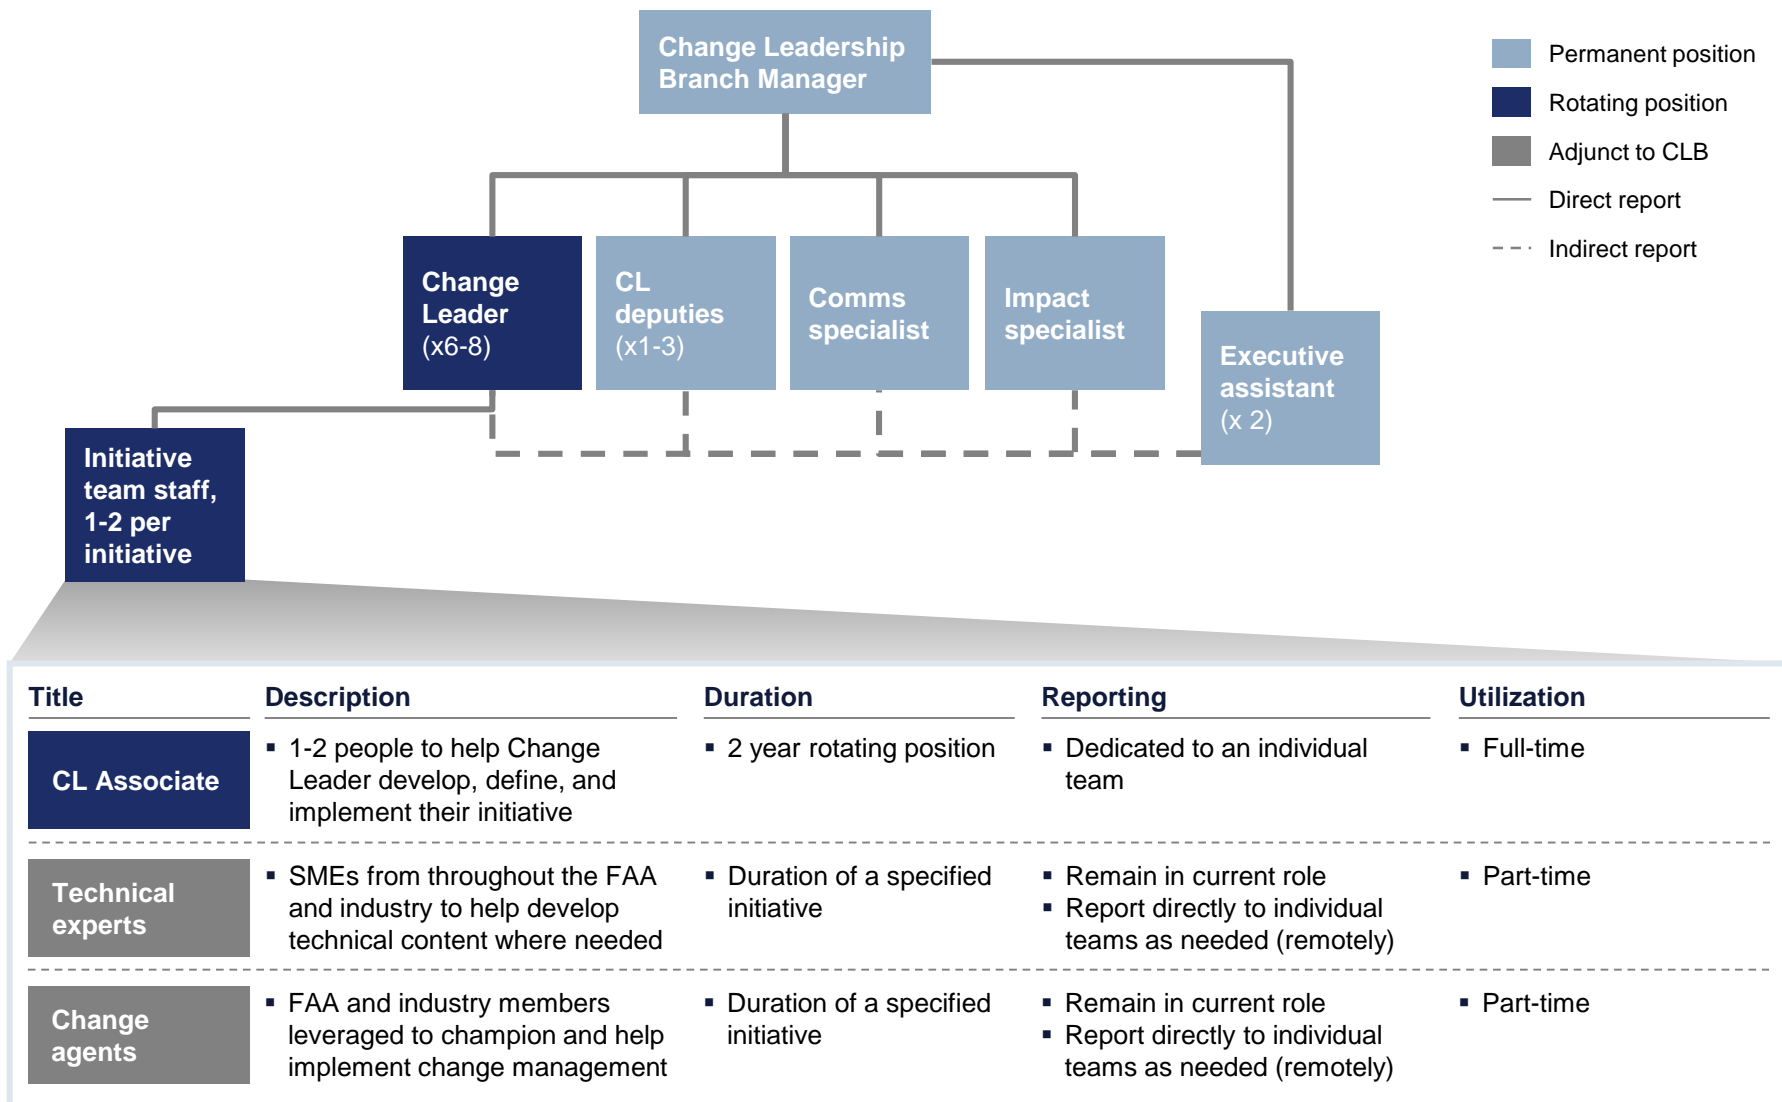 Change Leadership
Branch Manager
Permanent position
Rotating position
Adjunct to CLB
Direct report
Indirect report
Change
Leader
(x6-8)
CL
deputies
(x1-3)
Comms
specialist
Impact
specialist
Executive
assistant
(x 2)
Initiative
team staff,
1-2 per
initiative
Title
Description
Duration
Reporting
Utilization
CL Associate
▪ 1-2 people to help Change
Leader develop, define, and
implement their initiative
▪ 2 year rotating position
▪ Dedicated to an individual
team
▪ Full-time
Technical
experts
▪ SMEs from throughout the FAA
and industry to help develop
technical content where needed
▪ Duration of a specified
initiative
▪ Remain in current role
▪ Report directly to individual
teams as needed (remotely)
▪ Part-time
Change
agents
▪ FAA and industry members
leveraged to champion and help
implement change management
▪ Duration of a specified
initiative
▪ Remain in current role
▪ Report directly to individual
teams as needed (remotely)
▪ Part-time